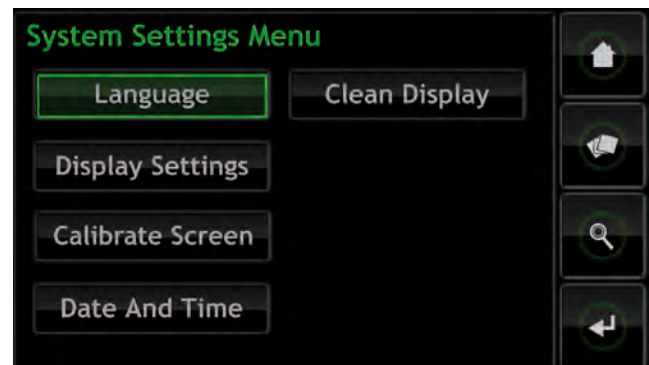 System Settings Menu
Language
Clean Display
Display Settings
Calibrate Screen
Date And Time